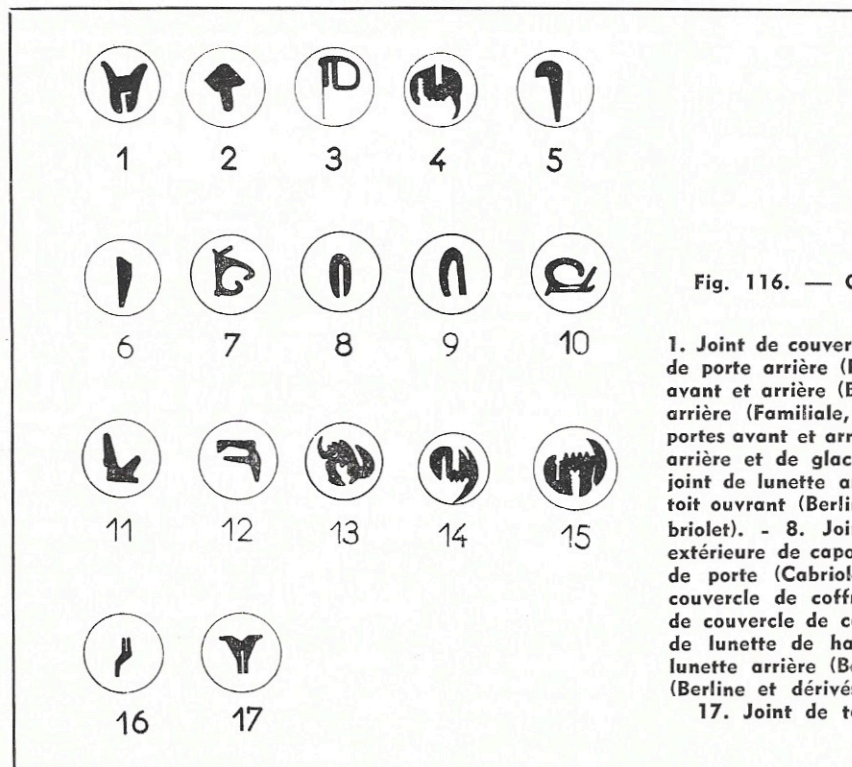 1 2 3 4 5
6 7 8 9 10
11 12 13 14 15
16 17
Fig. 116. — C
1. Joint de couver
de porte arrière (
avant et arrière (
arrière (Familiale,
portes avant et arr
arrière et de glac
joint de lunette a
toit ouvrant (Berli
briolet). - 8. Joi
extérieure de capo
de porte (Cabriol
couvercle de coffr
de couvercle de c
de lunette de ha
lunette arrière (B
(Berline et dérivé
17. Joint de t